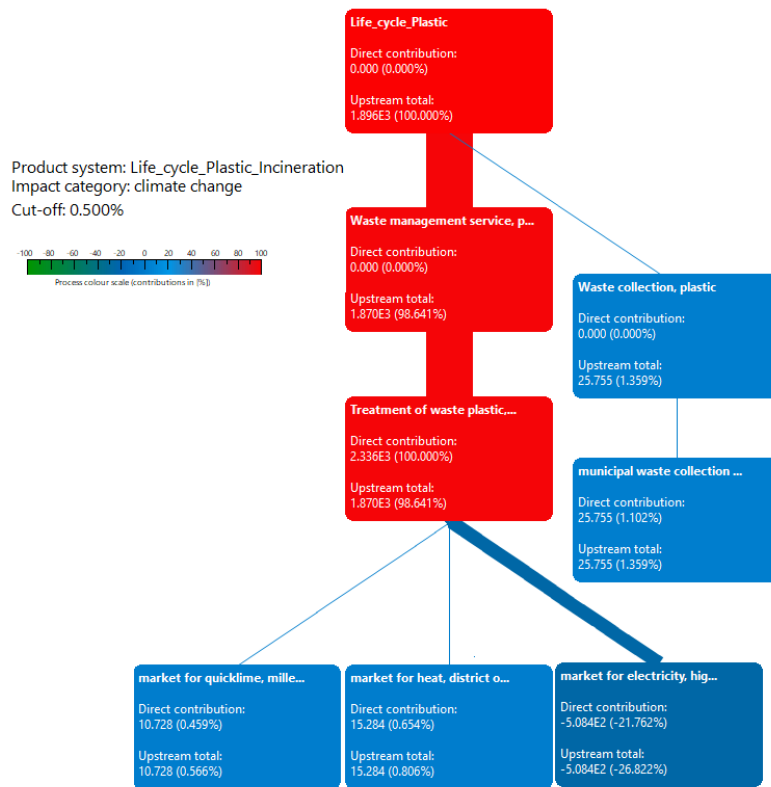 Life_cycle_Plastic
Direct contribution:
0.000 (0.000%)
Upstream total:
1.896E3 (100.000%)
Product system: Life_cycle_Plastic_Incineration
Impact category: climate change
Cut-off: 0.500%
-100 -80 -60 -40 -20 0 20 40 60 80 100
Process colour scale (contributions in [%])
Waste management service, p...
Direct contribution:
0.000 (0.000%)
Upstream total:
1.870E3 (98.641%)
Waste collection, plastic
Direct contribution:
0.000 (0.000%)
Upstream total:
25.755 (1.359%)
Treatment of waste plastic,...
Direct contribution:
2.336E3 (100.000%)
Upstream total:
1.870E3 (98.641%)
municipal waste collection ...
Direct contribution:
25.755 (1.102%)
Upstream total:
25.755 (1.359%)
market for quicklime, mille...
Direct contribution:
10.728 (0.459%)
Upstream total:
10.728 (0.566%)
market for heat, district o...
Direct contribution:
15.284 (0.654%)
Upstream total:
15.284 (0.806%)
market for electricity, hig...
Direct contribution:
-5.084E2 (-21.762%)
Upstream total:
-5.084E2 (-26.822%)